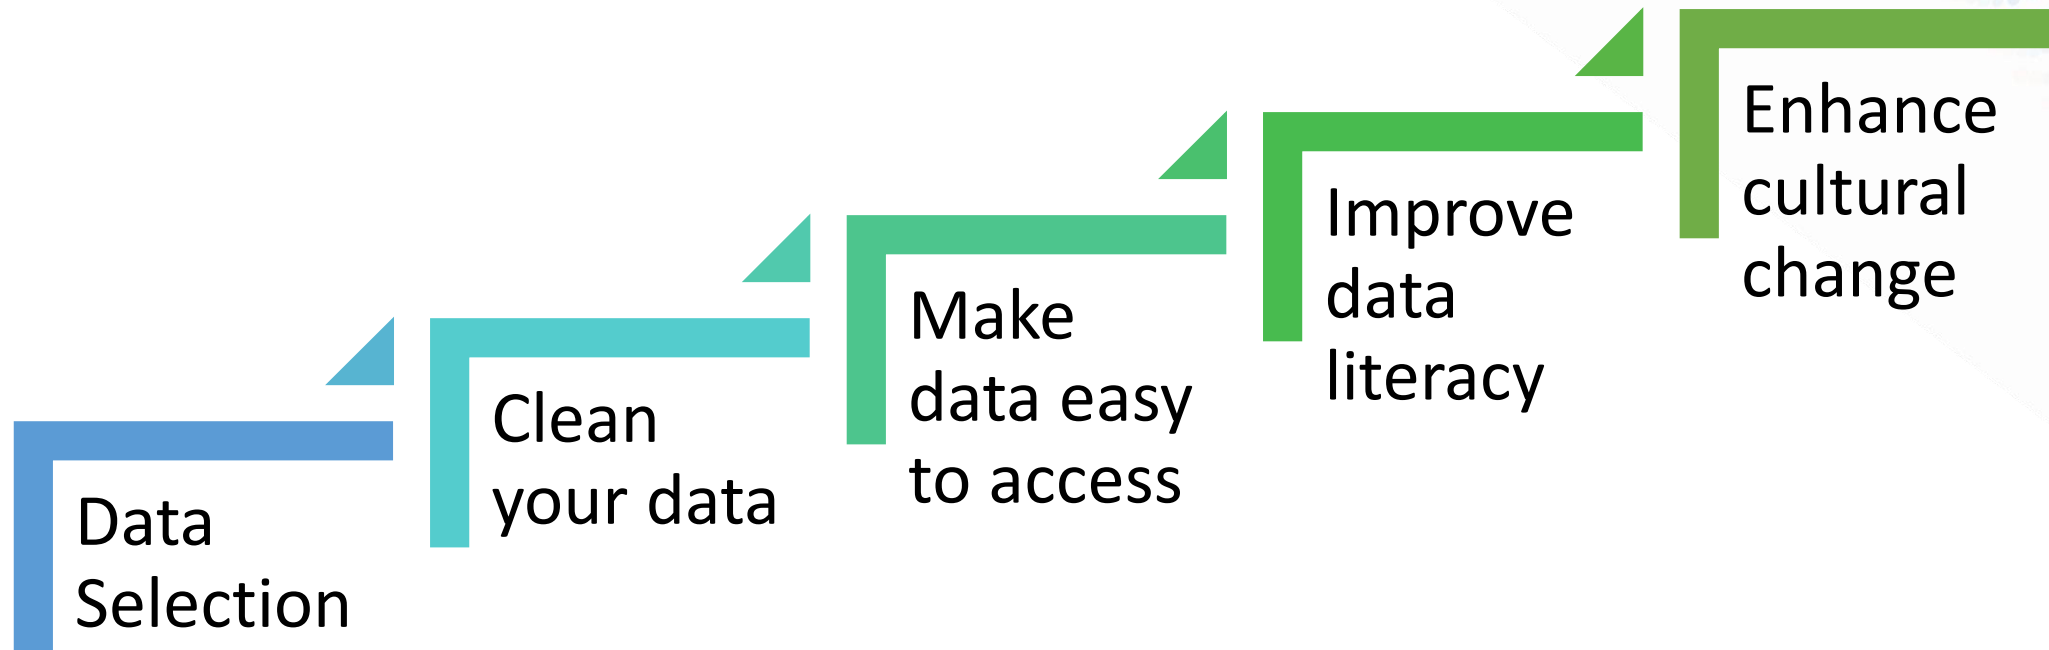 Data
Selection
Clean
your data
Make
data easy
to access
Improve
data
literacy
Enhance
cultural
change